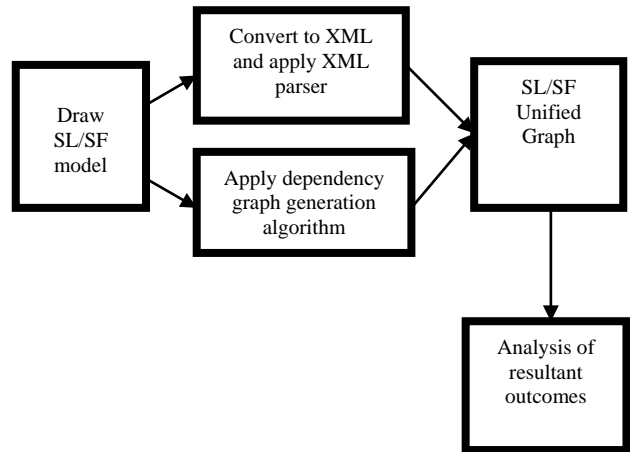 Draw
SL/SF
model
Convert to XML
and apply XML
parser
Apply dependency
graph generation
algorithm
SL/SF
Unified
Graph
Analysis of
resultant
outcomes